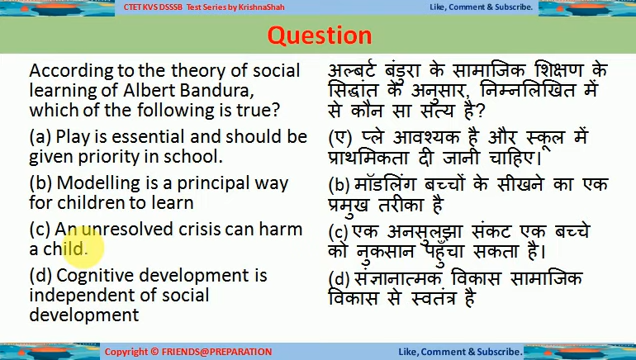 CTET KVS DSSSB Test Series by KrishnaShah
Like, Comment & Subscribe.
Question
According to the theory of social
learning of Albert Bandura,
which of the following is true?
(a) Play is essential and should be
given priority in school.
(b) Modelling is a principal way
for children to learn
(c) An unresolved crisis can harm
a child.
(d) Cognitive development is
independent of social
development
अल्बर्ट बंडुरा के सामाजिक शिक्षण के
सिद्धांत के अनुसार, निम्नलिखित में
से कौन सा सत्य है?
(ए) प्ले आवश्यक है और स्कूल में
प्राथमिकता दी जानी चाहिए।
(b) मॉडलिंग बच्चों के सीखने का एक
प्रमुख तरीका है
(c) एक अनसुलझा संकट एक बच्चे
को नुकसान पहुँचा सकता है।
(d) संज्ञानात्मक विकास सामाजिक
विकास से स्वतंत्र है
Copyright © FRIENDS@PREPARATION
Like, Comment & Subscribe.